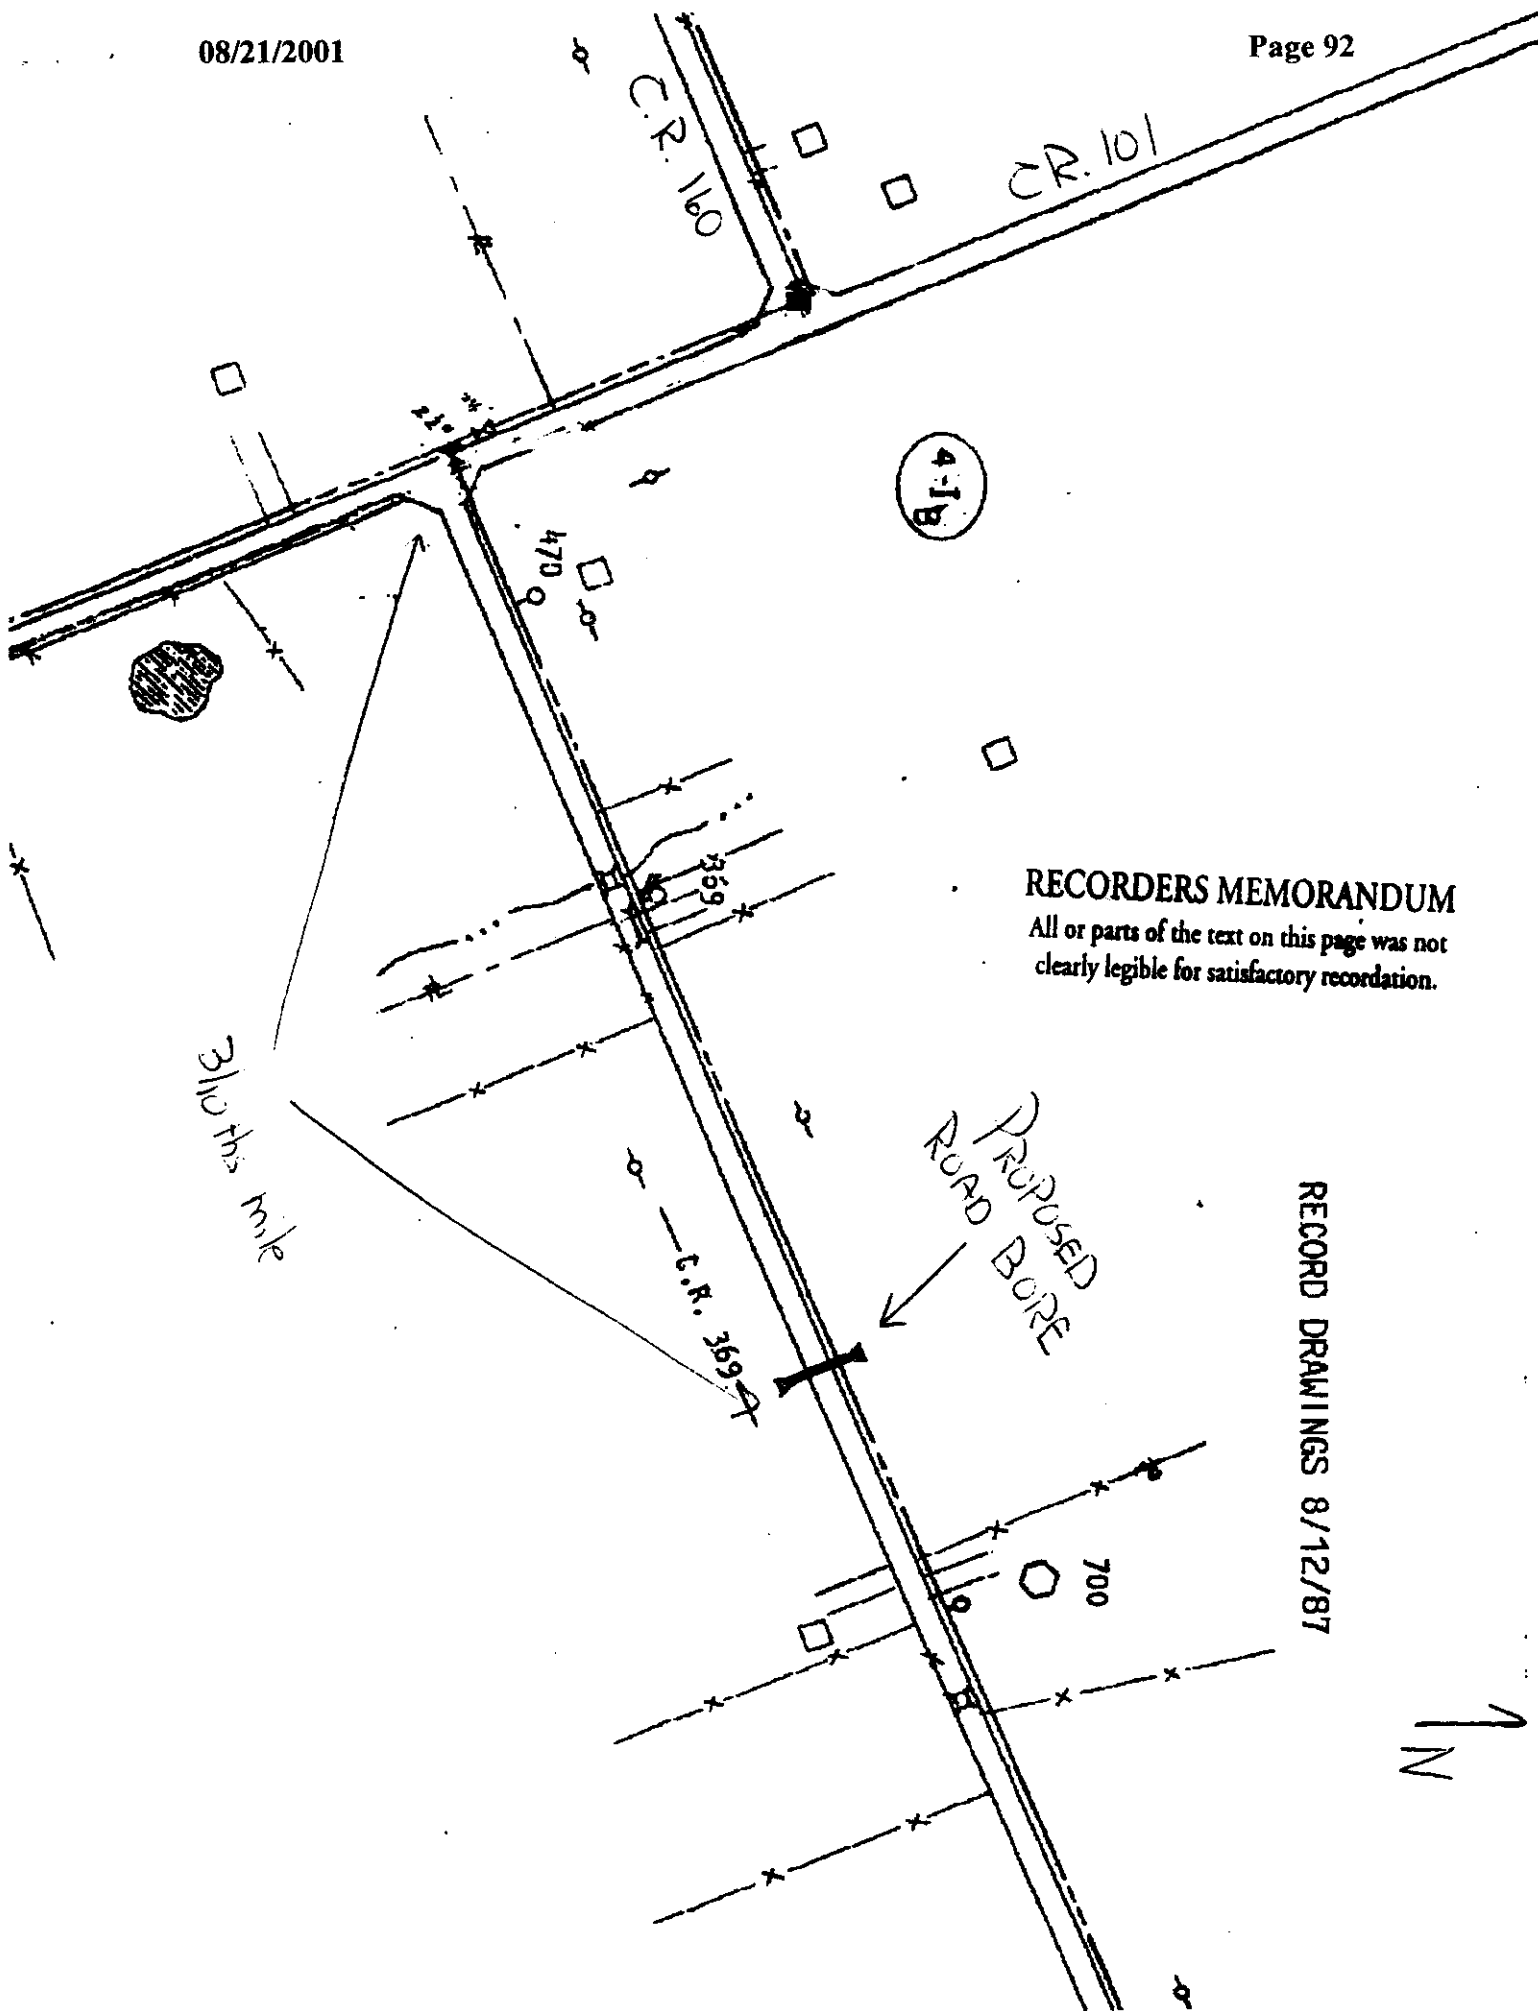 08/21/2001
Page 92
C.R. 160
CR. 101
4-1B
470
369
RECORDERS MEMORANDUM
All or parts of the text on this page was not
clearly legible for satisfactory recordation.
3/10 ths mile
PROPOSED
ROAD BORE
C.R. 369
RECORD DRAWINGS 8/12/87
700
N